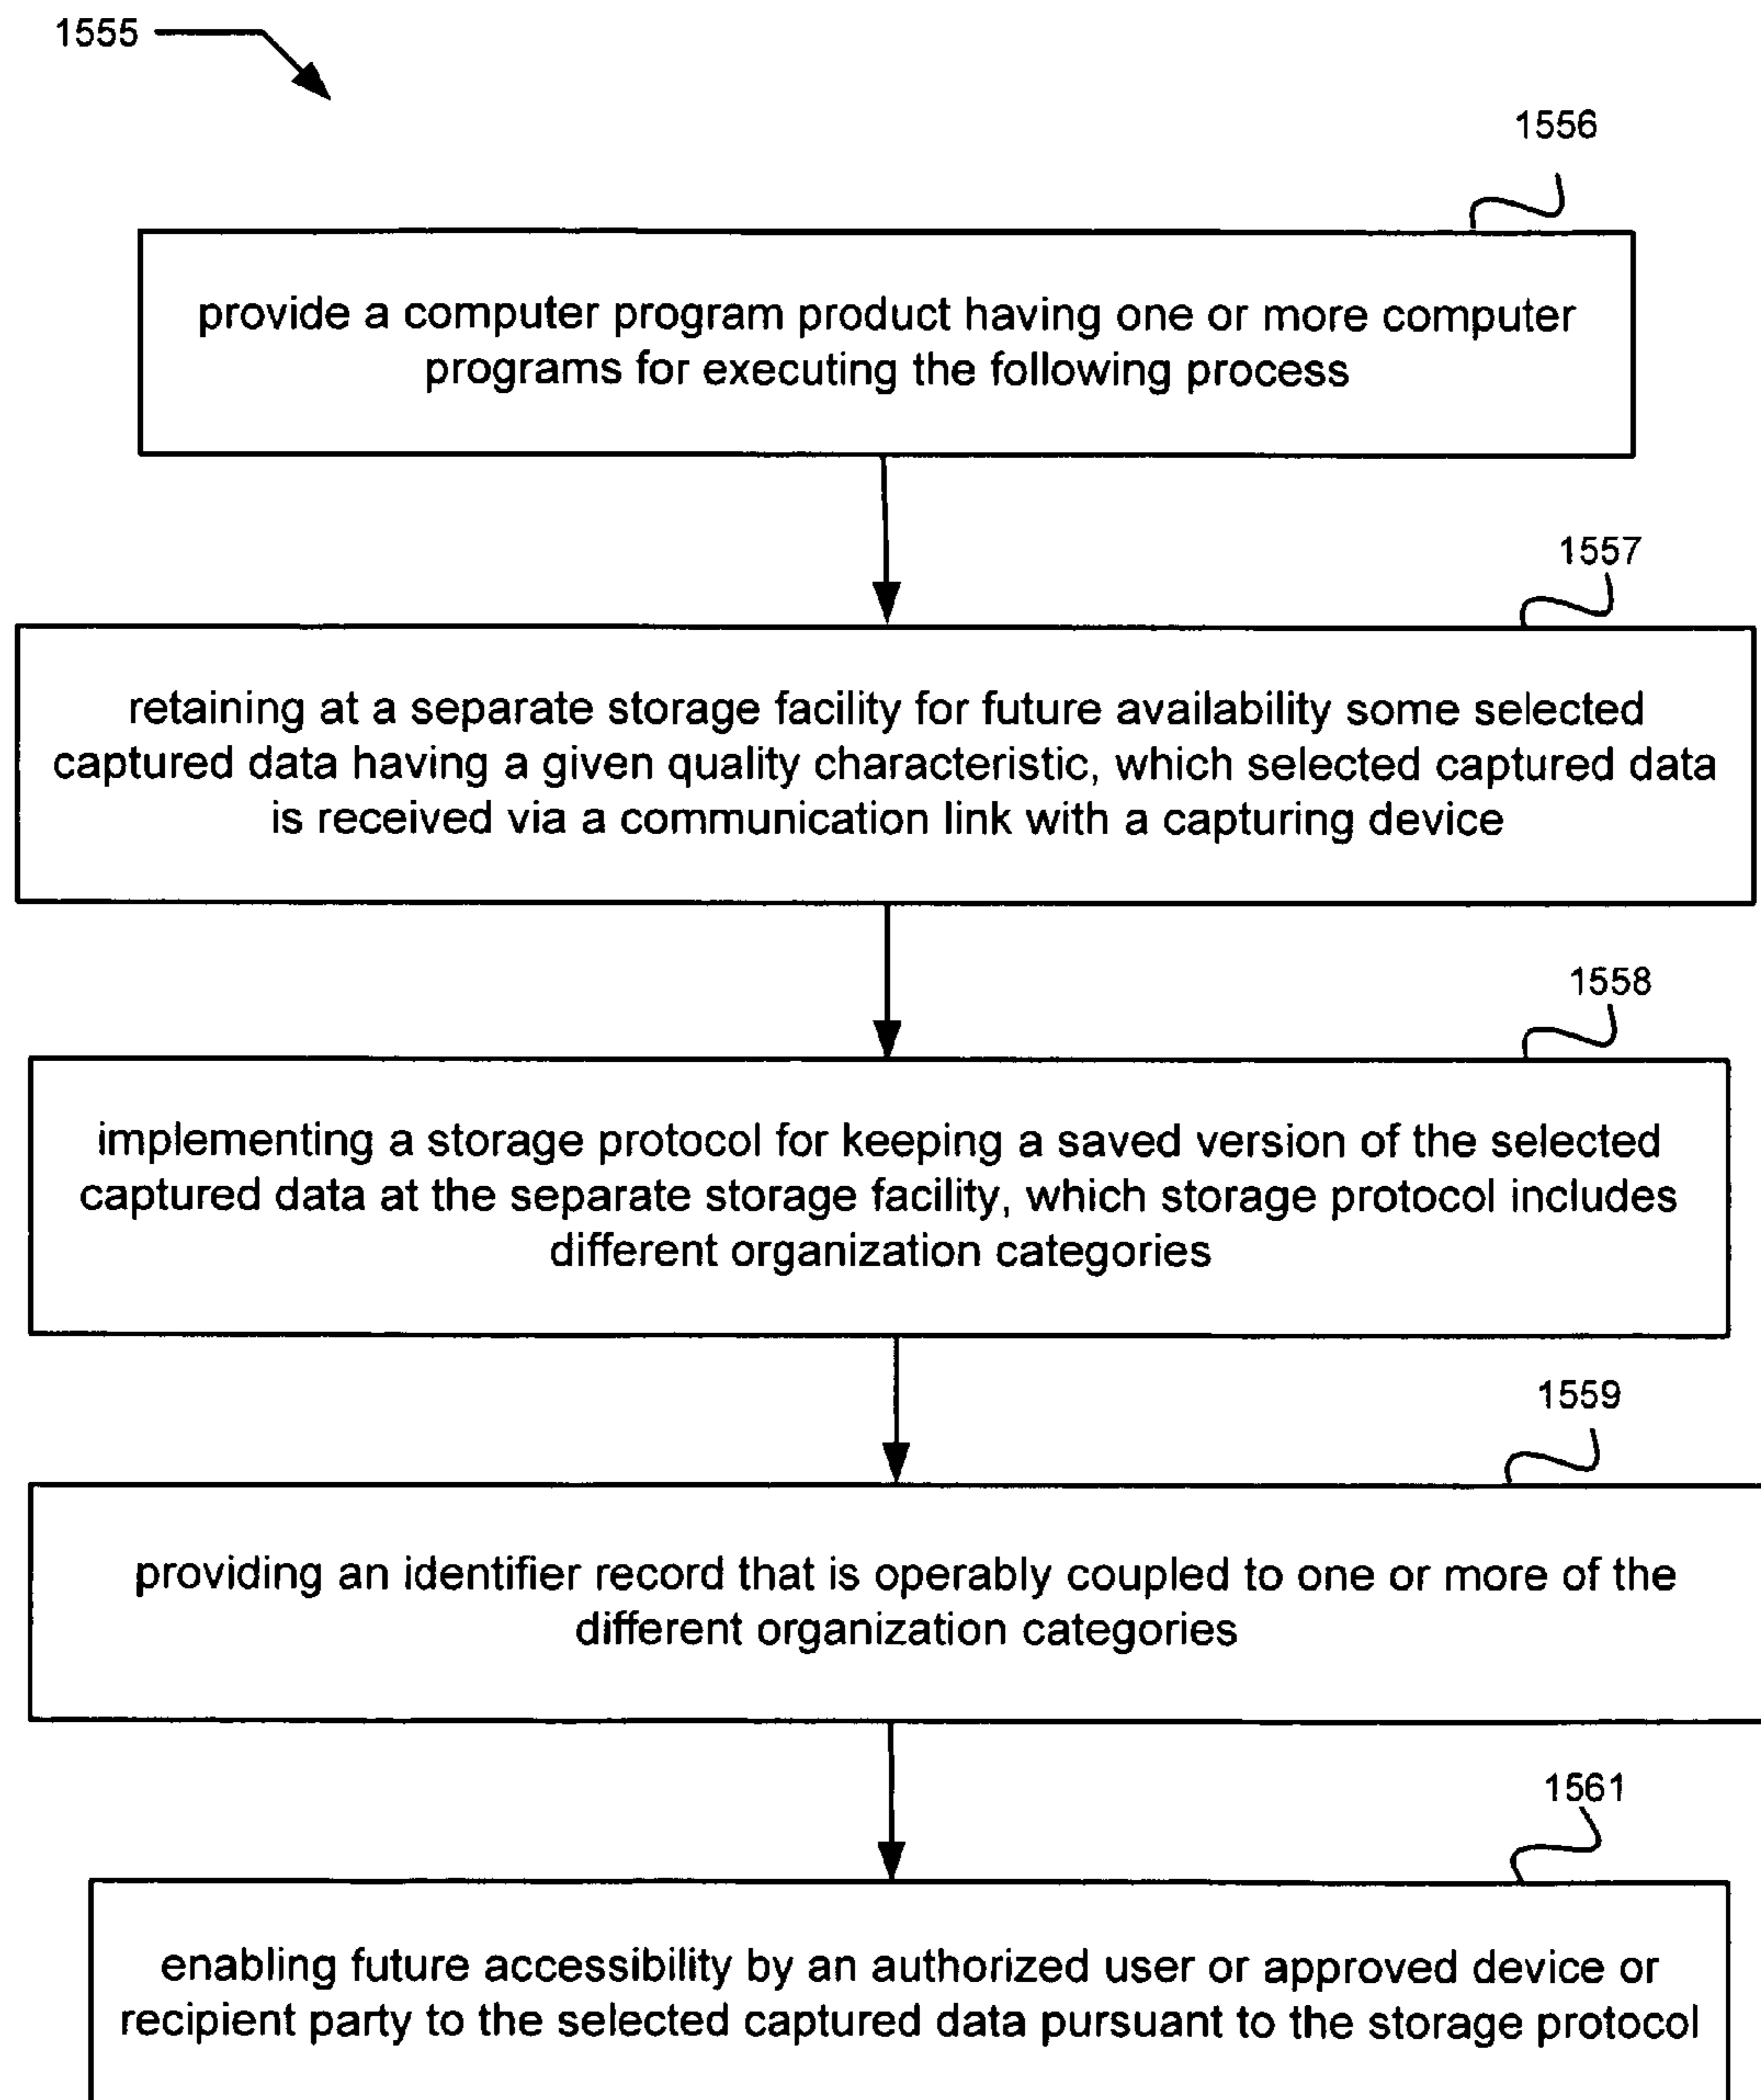 1555
1556
provide a computer program product having one or more computer
programs for executing the following process
1557
retaining at a separate storage facility for future availability some selected
captured data having a given quality characteristic, which selected captured data
is received via a communication link with a capturing device
1558
implementing a storage protocol for keeping a saved version of the selected
captured data at the separate storage facility, which storage protocol includes
different organization categories
1559
providing an identifier record that is operably coupled to one or more of the
different organization categories
1561
enabling future accessibility by an authorized user or approved device or
recipient party to the selected captured data pursuant to the storage protocol